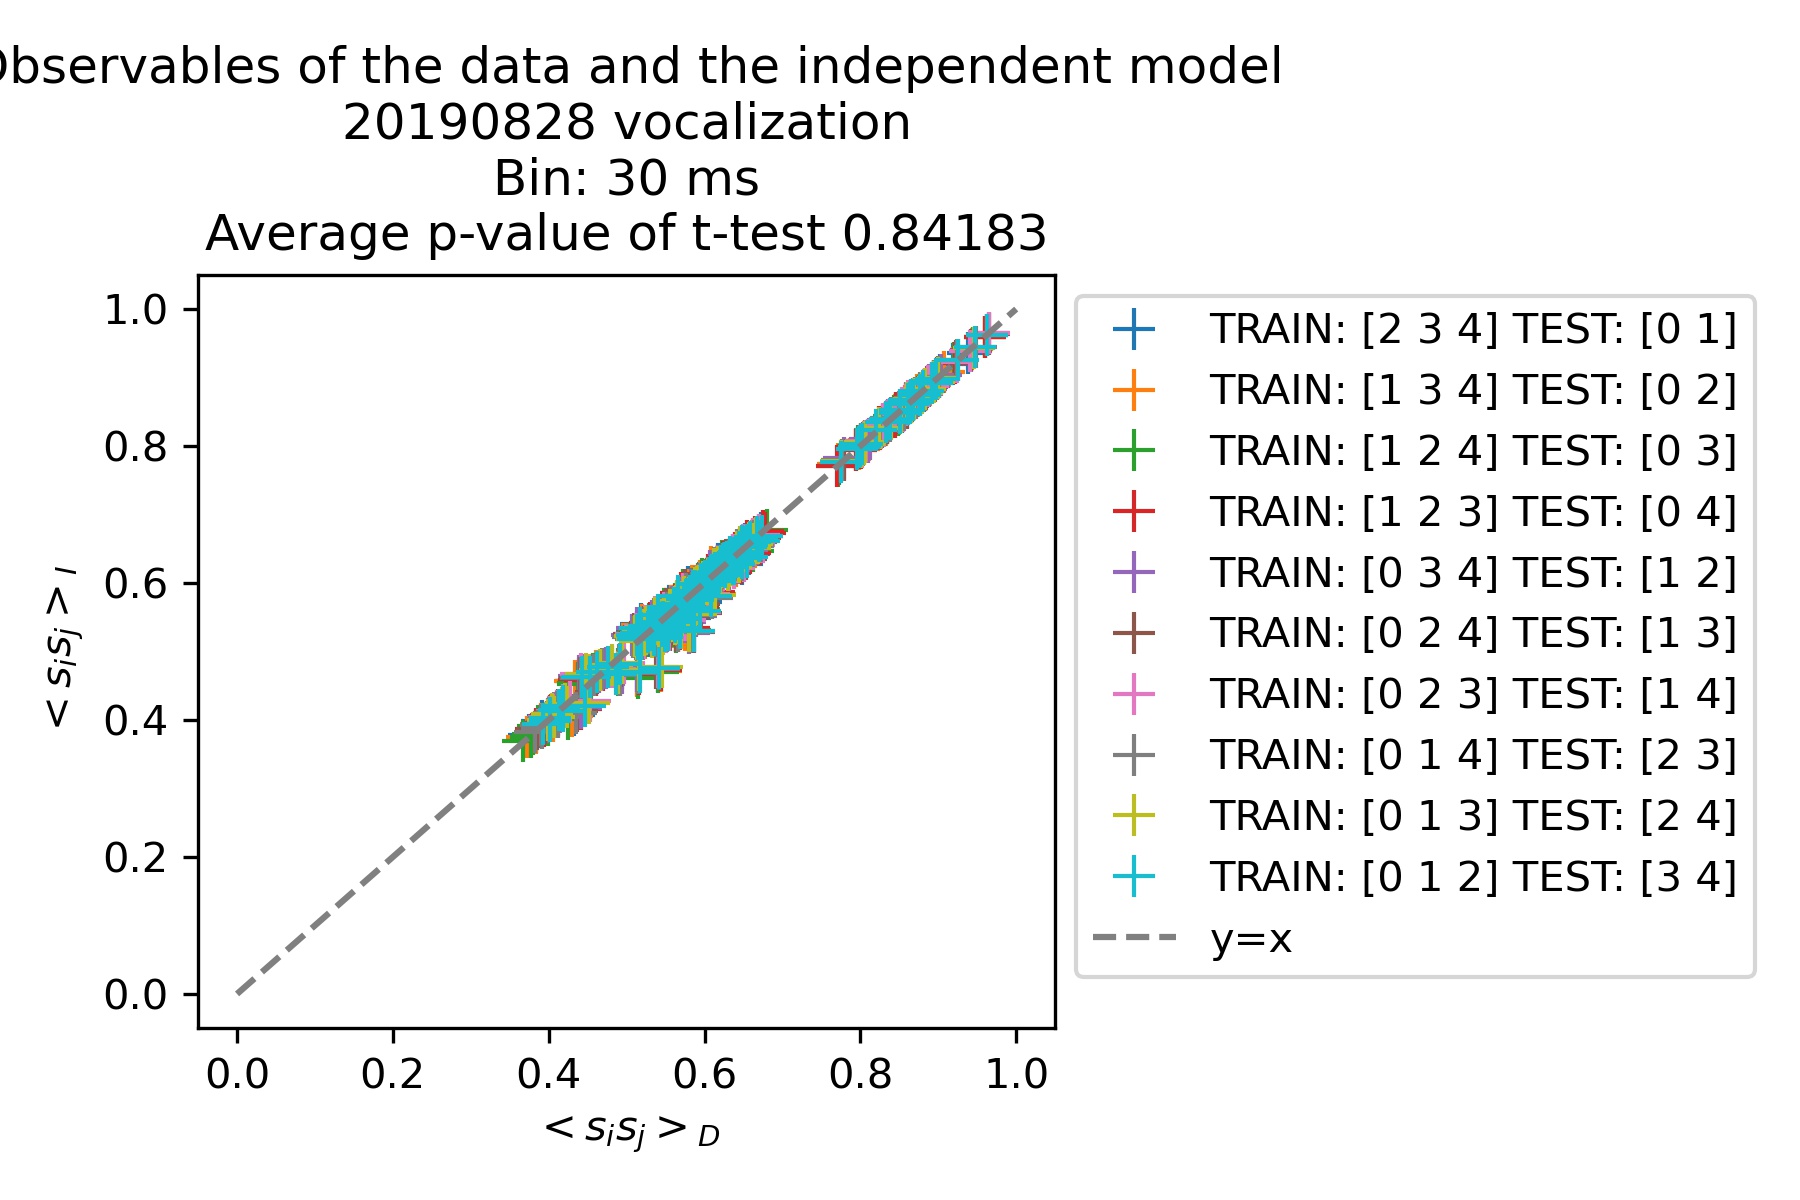 Observables of the data and the independent model
20190828 vocalization
Bin: 30 ms
Average p-value of t-test 0.84183
1.0
0.8
0.6
0.4
0.2
0.0
< s_i s_j >_I
0.0 0.2 0.4 0.6 0.8 1.0
< s_i s_j >_D
TRAIN: [2 3 4] TEST: [0 1]
TRAIN: [1 3 4] TEST: [0 2]
TRAIN: [1 2 4] TEST: [0 3]
TRAIN: [1 2 3] TEST: [0 4]
TRAIN: [0 3 4] TEST: [1 2]
TRAIN: [0 2 4] TEST: [1 3]
TRAIN: [0 2 3] TEST: [1 4]
TRAIN: [0 1 4] TEST: [2 3]
TRAIN: [0 1 3] TEST: [2 4]
TRAIN: [0 1 2] TEST: [3 4]
y=x